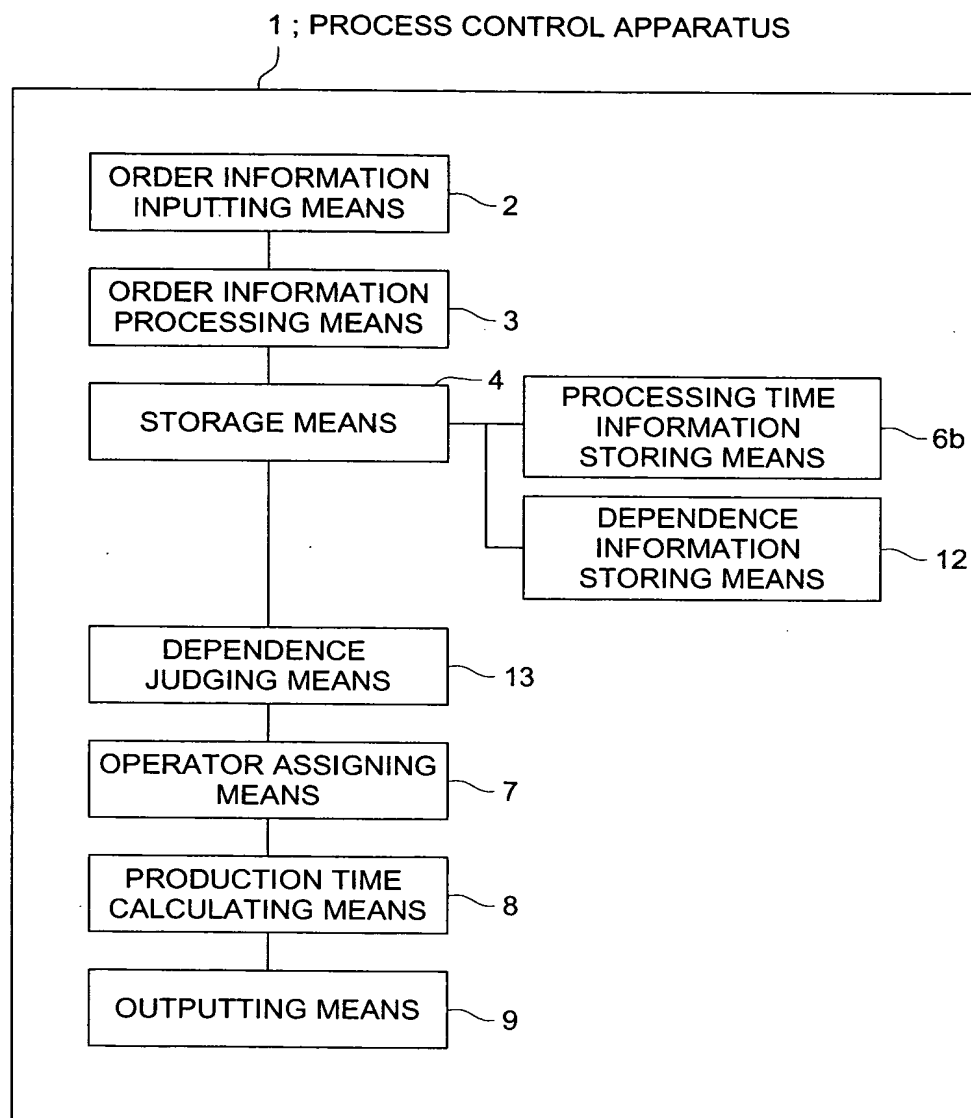 1 ; PROCESS CONTROL APPARATUS
ORDER INFORMATION
INPUTTING MEANS
2
ORDER INFORMATION
PROCESSING MEANS
3
4
STORAGE MEANS
PROCESSING TIME
INFORMATION
STORING MEANS
6b
DEPENDENCE
INFORMATION
STORING MEANS
12
DEPENDENCE
JUDGING MEANS
13
OPERATOR ASSIGNING
MEANS
7
PRODUCTION TIME
CALCULATING MEANS
8
OUTPUTTING MEANS
9